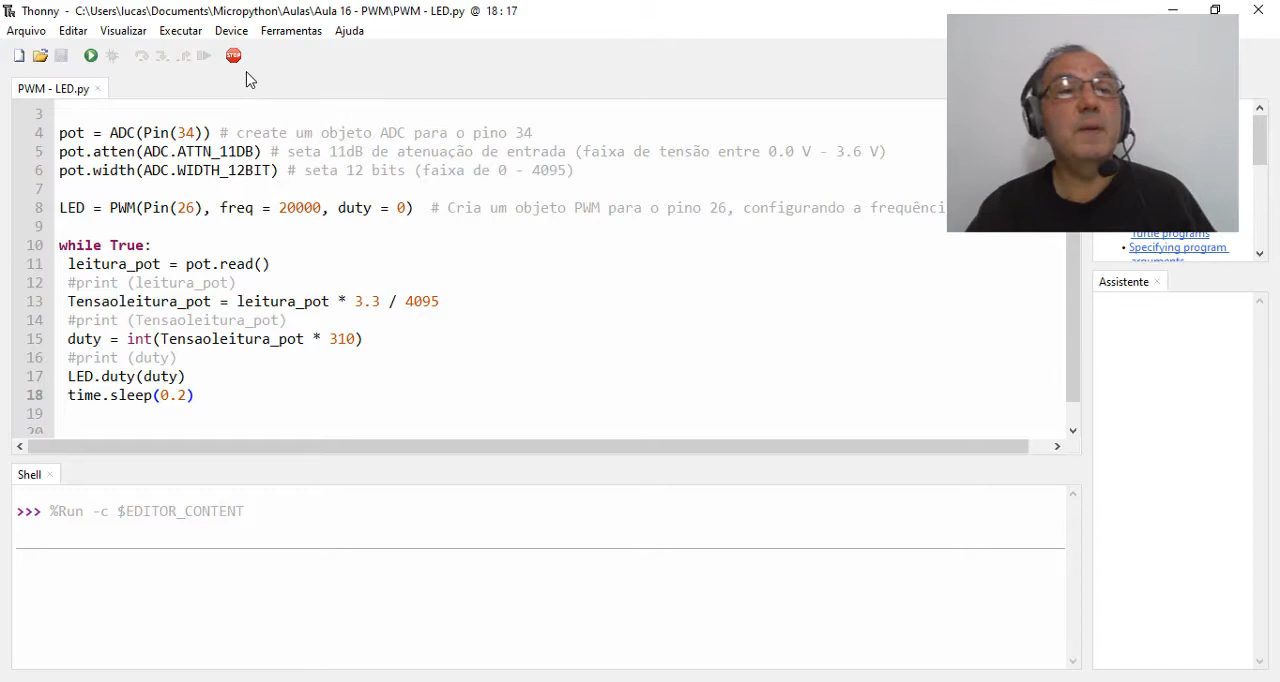 Thonny - C:\Users\lucas\Documents\Micropython\Aulas\Aula 16 - PWM\PWM - LED.py @ 18 : 17
Arquivo Editar Visualizar Executar Device Ferramentas Ajuda
STOP
PWM - LED.py
3
4 pot = ADC(Pin(34)) # create um objeto ADC para o pino 34
5 pot.atten(ADC.ATTN_11DB) # seta 11dB de atenuação de entrada (faixa de tensão entre 0.0 V - 3.6 V)
6 pot.width(ADC.WIDTH_12BIT) # seta 12 bits (faixa de 0 - 4095)
7
8 LED = PWM(Pin(26), freq = 20000, duty = 0) # Cria um objeto PWM para o pino 26, configurando a frequênci
9
10 while True:
11 leitura_pot = pot.read()
12 #print (leitura_pot)
13 Tensaoleitura_pot = leitura_pot * 3.3 / 4095
14 #print (Tensaoleitura_pot)
15 duty = int(Tensaoleitura_pot * 310)
16 #print (duty)
17 LED.duty(duty)
18 time.sleep(0.2)
19
20
Turtle programs
• Specifying program
arguments
Assistente
Shell
>>> %Run -c $EDITOR_CONTENT